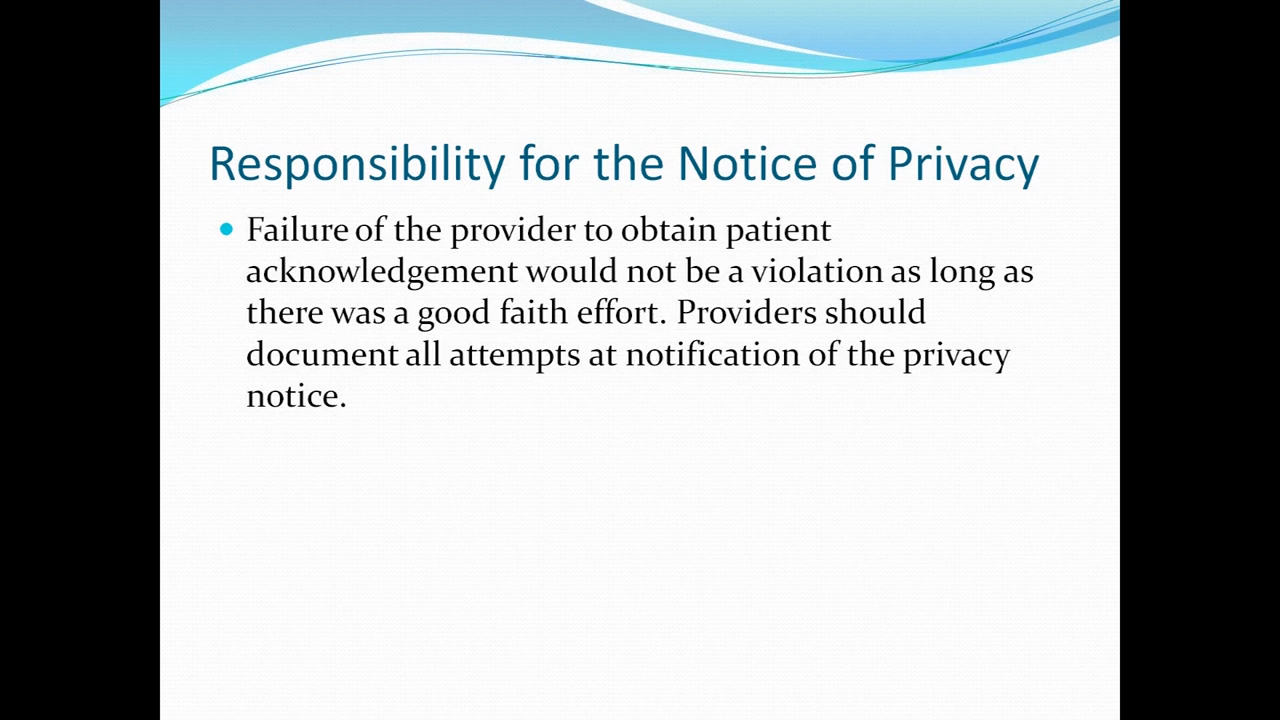 Responsibility for the Notice of Privacy
• Failure of the provider to obtain patient
acknowledgement would not be a violation as long as
there was a good faith effort. Providers should
document all attempts at notification of the privacy
notice.